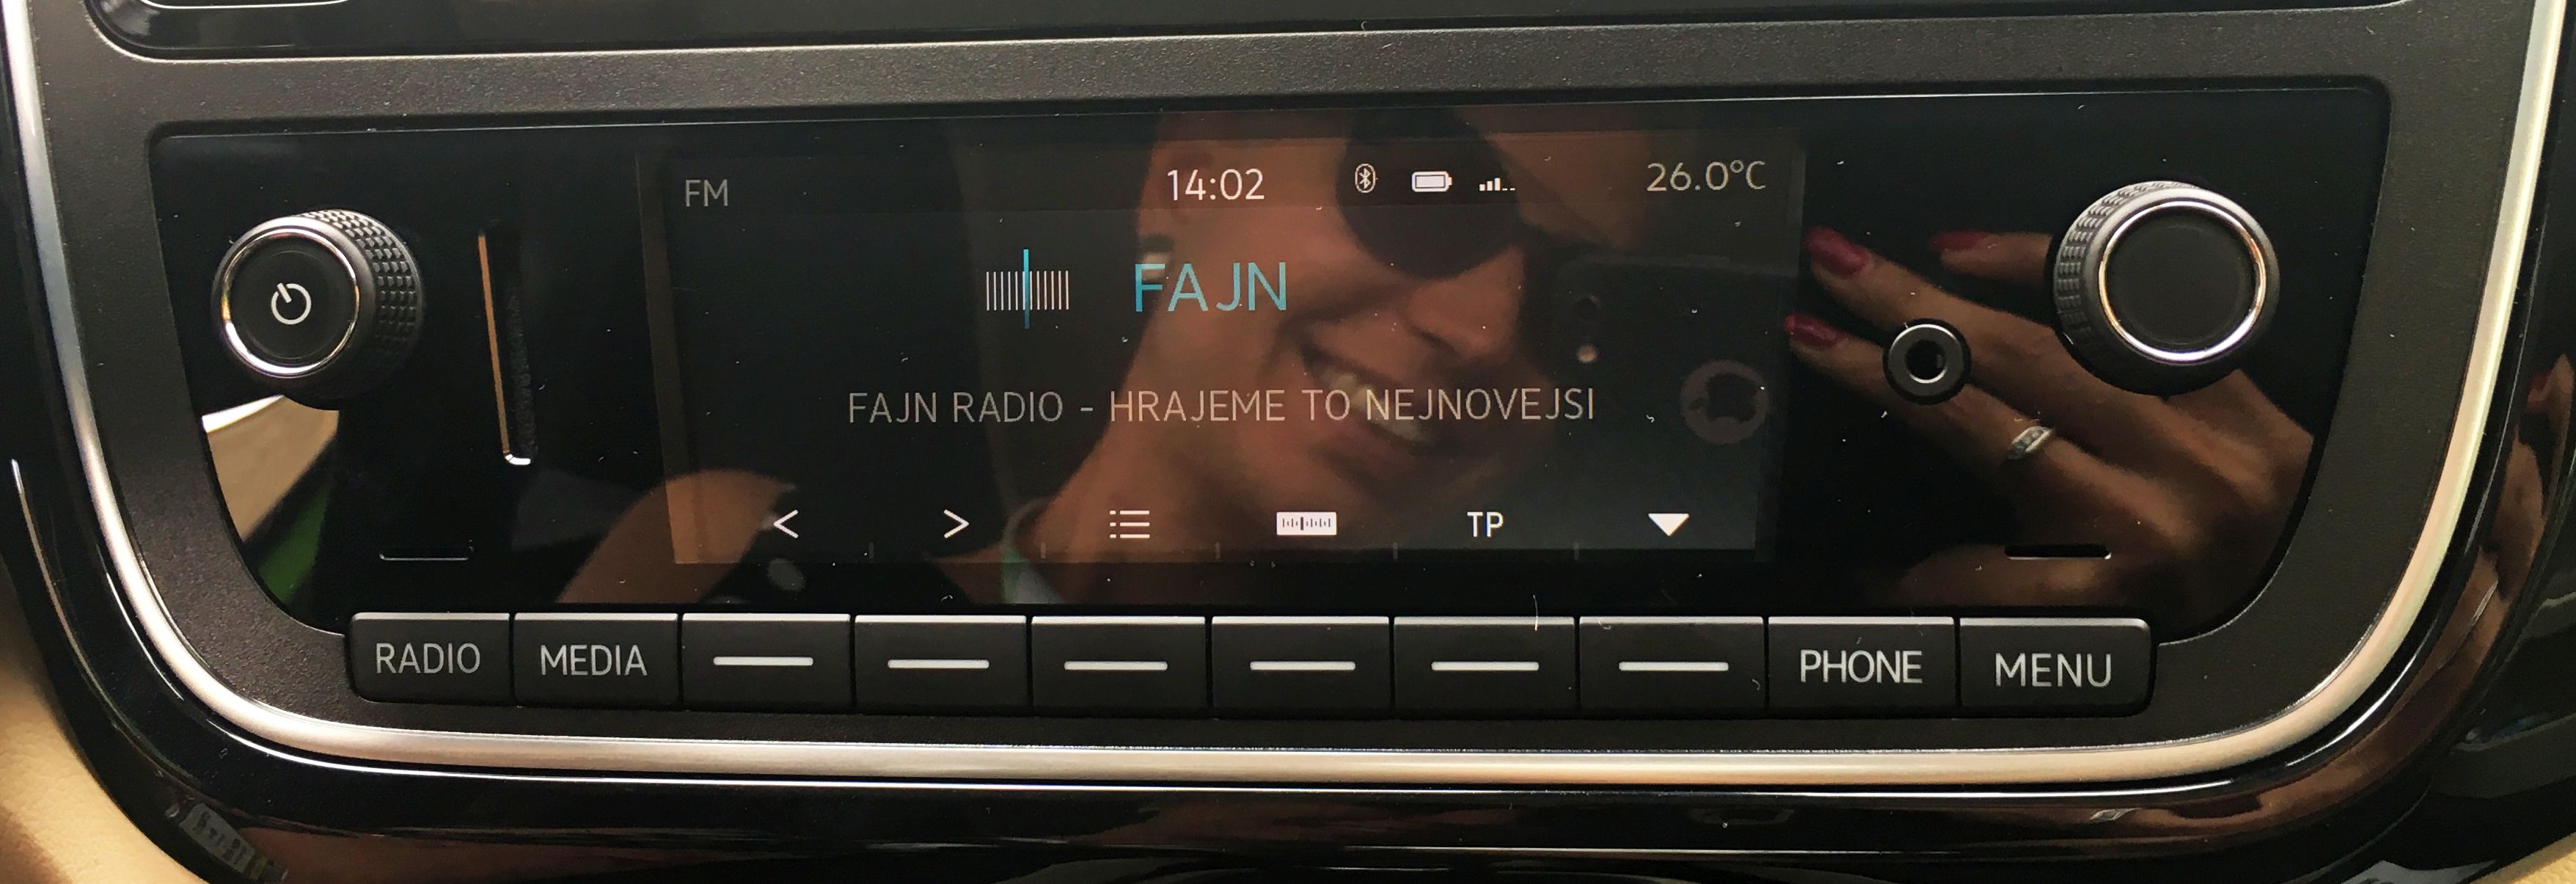 FM 14:02 26.0°C
FAJN
FAJN RADIO - HRAJEME TO NEJNOVEJSI
< > TP
RADIO MEDIA PHONE MENU